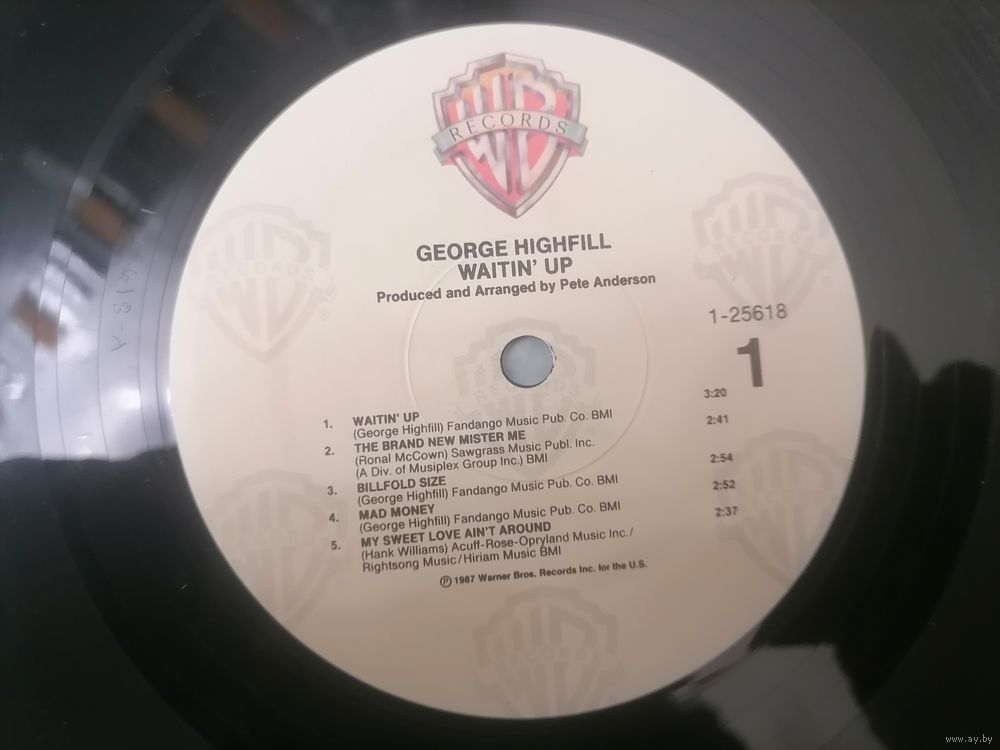 WB
RECORDS
GEORGE HIGHFILL
WAITIN' UP
Produced and Arranged by Pete Anderson
1-25618
1
1. WAITIN' UP 3:20
(George Highfill) Fandango Music Pub. Co. BMI
2. THE BRAND NEW MISTER ME 2:41
(Ronal McCown) Sawgrass Music Publ. Inc.
(A Div. of Musiplex Group Inc.) BMI
3. BILLFOLD SIZE 2:54
(George Highfill) Fandango Music Pub. Co. BMI
4. MAD MONEY 2:52
(George Highfill) Fandango Music Pub. Co. BMI
5. MY SWEET LOVE AIN'T AROUND 2:37
(Hank Williams) Acuff-Rose-Opryland Music Inc./
Rightsong Music/Hiriam Music BMI
℗ 1987 Warner Bros. Records Inc. for the U.S.
www.ay.by